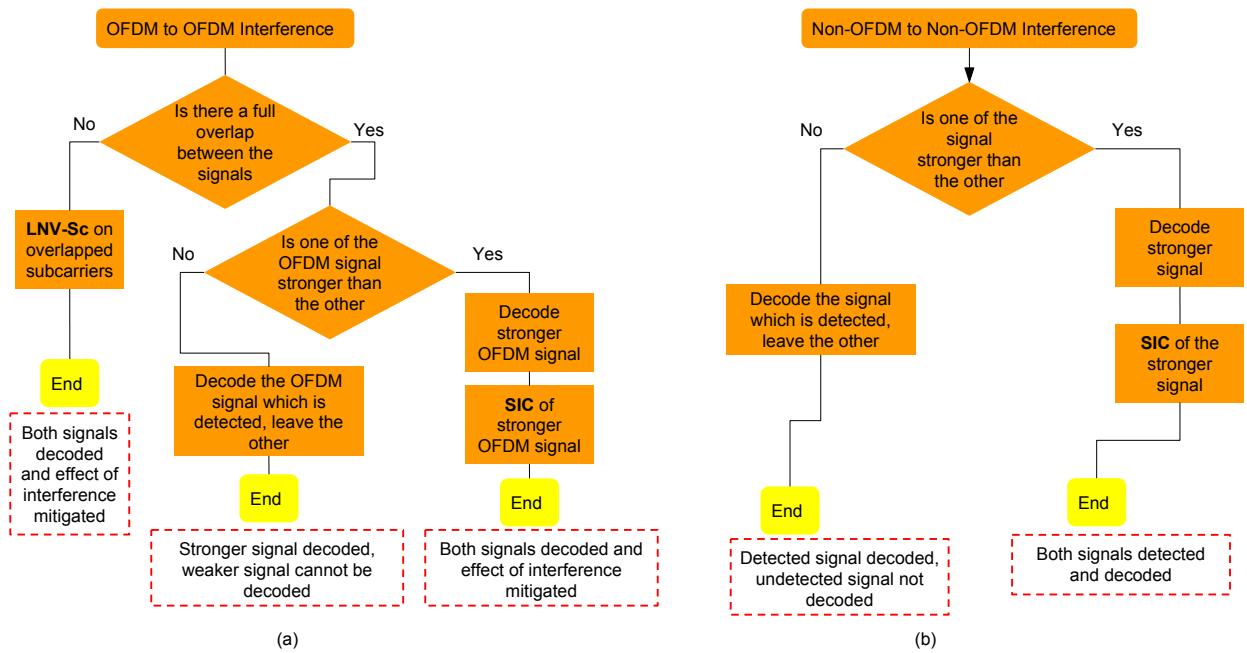 OFDM to OFDM Interference
Is there a full
overlap
between the
signals
No
Yes
LNV-Sc on
overlapped
subcarriers
End
Both signals
decoded
and effect of
interference
mitigated
Is one of the
OFDM signal
stronger than
the other
No
Yes
Decode the OFDM
signal which is
detected, leave the
other
End
Stronger signal decoded,
weaker signal cannot be
decoded
Decode
stronger
OFDM signal
SIC of
stronger
OFDM signal
End
Both signals decoded and
effect of interference
mitigated
(a)
Non-OFDM to Non-OFDM Interference
Is one of the
signal
stronger than
the other
No
Yes
Decode the signal
which is detected,
leave the other
End
Detected signal decoded,
undetected signal not
decoded
Decode
stronger
signal
SIC of the
stronger
signal
End
Both signals detected
and decoded
(b)